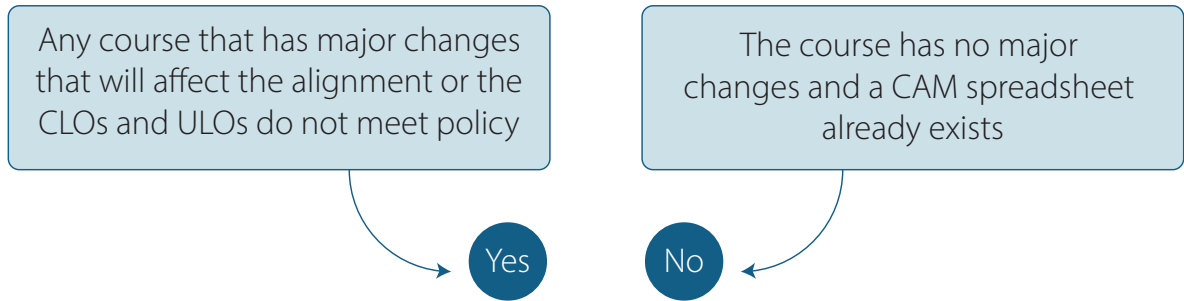 Any course that has major changes
that will affect the alignment or the
CLOs and ULOs do not meet policy
The course has no major
changes and a CAM spreadsheet
already exists
Yes
No